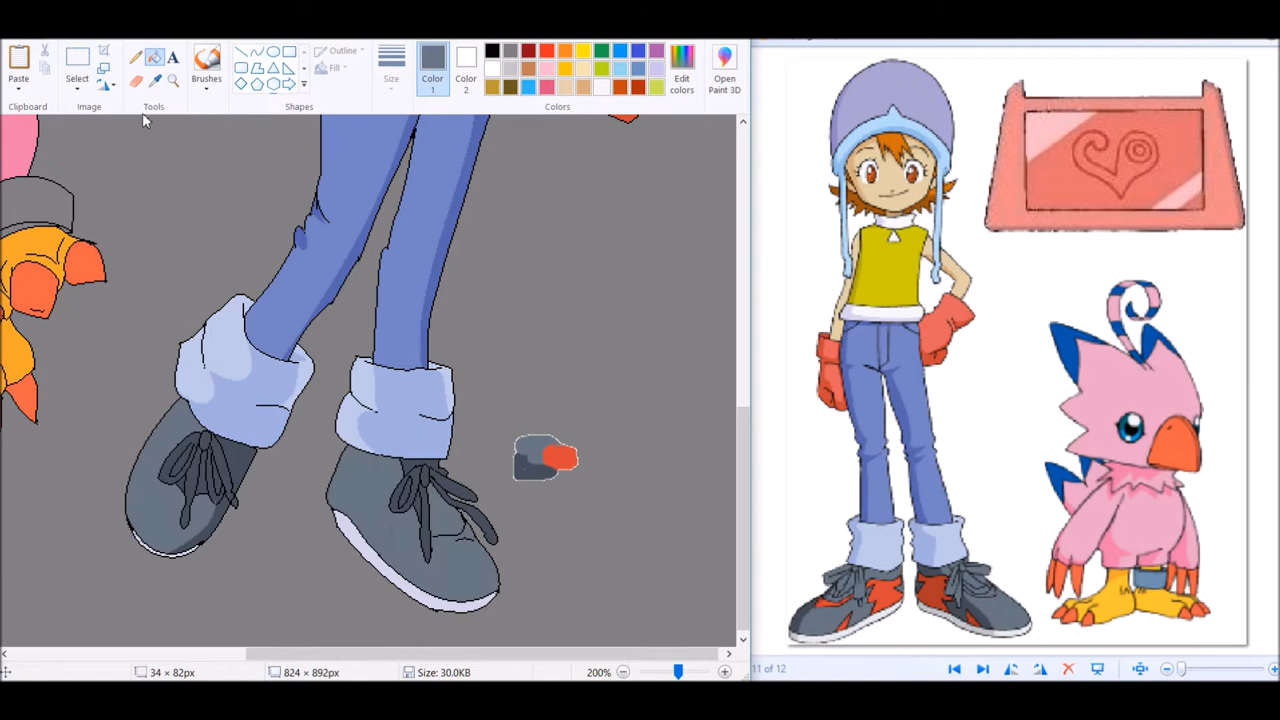 Paste
Select
Brushes
Size
Outline
Fill
Color
1
Color
2
Edit
colors
Open
Paint 3D
Clipboard
Image
Tools
Shapes
Colors
34 × 82px
824 × 892px
Size: 30.0KB
200%
11 of 12